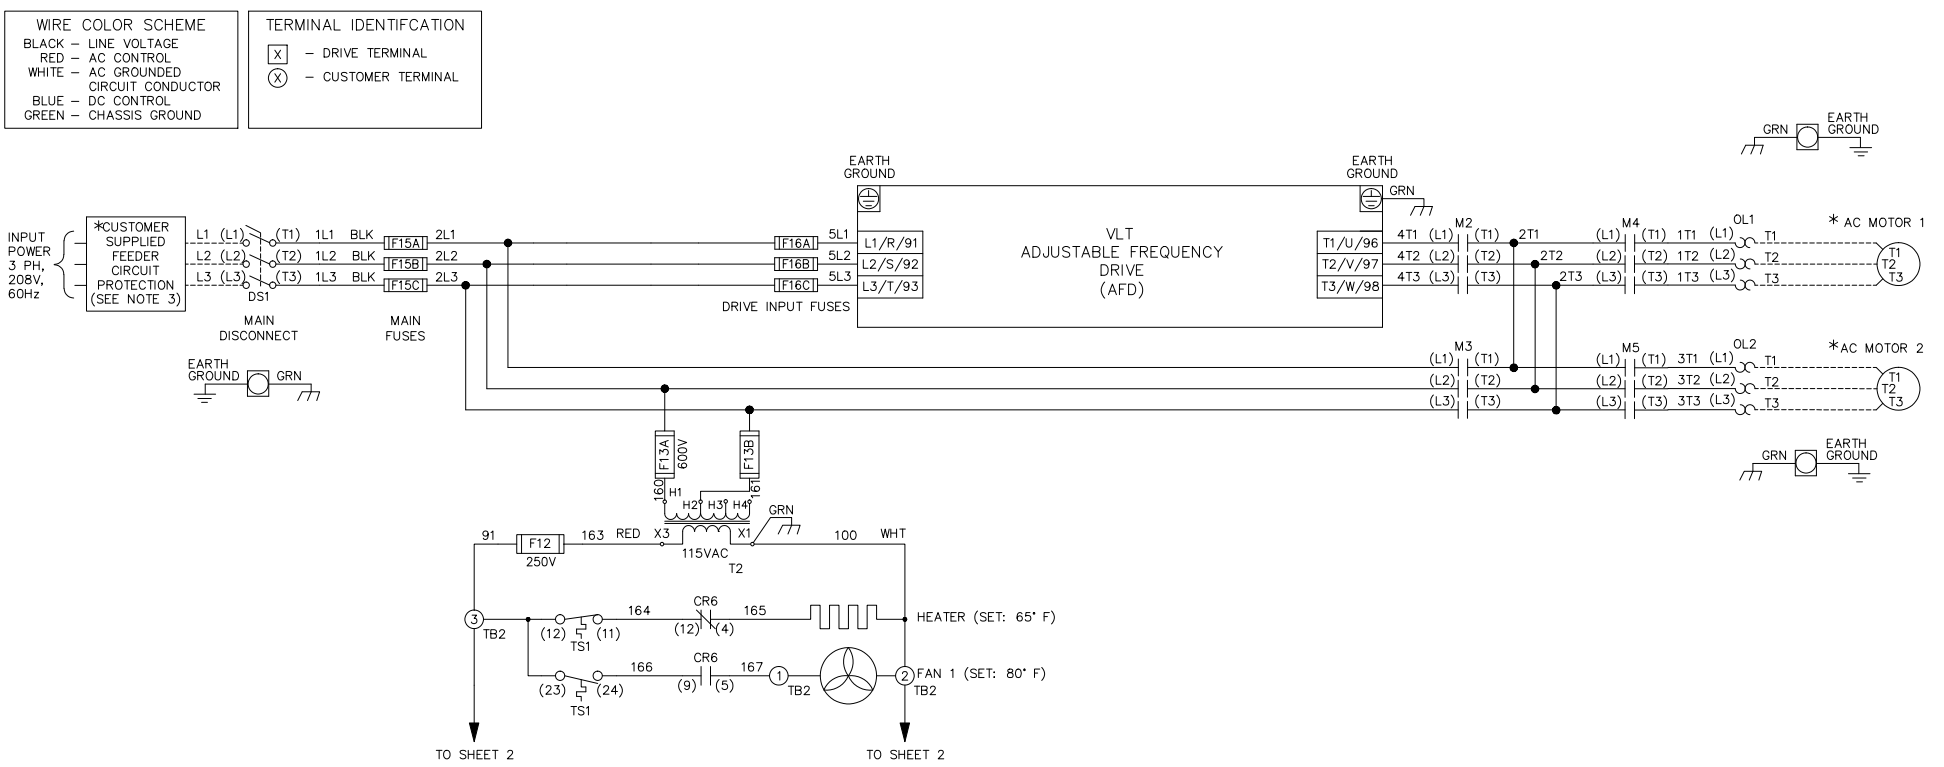 WIRE COLOR SCHEME
BLACK – LINE VOLTAGE
RED – AC CONTROL
WHITE – AC GROUNDED
CIRCUIT CONDUCTOR
BLUE – DC CONTROL
GREEN – CHASSIS GROUND
TERMINAL IDENTIFCATION
X – DRIVE TERMINAL
X – CUSTOMER TERMINAL
GRN
EARTH
GROUND
EARTH
GROUND
EARTH
GROUND
GRN
INPUT
POWER
3 PH,
208V,
60Hz
*CUSTOMER
SUPPLIED
FEEDER
CIRCUIT
PROTECTION
(SEE NOTE 3)
L1 (L1) (T1) 1L1 BLK F15A 2L1 F16A 5L1 L1/R/91
L2 (L2) (T2) 1L2 BLK F15B 2L2 F16B 5L2 L2/S/92
L3 (L3) (T3) 1L3 BLK F15C 2L3 F16C 5L3 L3/T/93
DS1
MAIN
DISCONNECT
MAIN
FUSES
DRIVE INPUT FUSES
VLT
ADJUSTABLE FREQUENCY
DRIVE
(AFD)
M2 M4 OL1 * AC MOTOR 1
T1/U/96 4T1 (L1) (T1) 2T1 (L1) (T1) 1T1 (L1) T1 T1
T2/V/97 4T2 (L2) (T2) 2T2 (L2) (T2) 1T2 (L2) T2 T2
T3/W/98 4T3 (L3) (T3) 2T3 (L3) (T3) 1T3 (L3) T3 T3
EARTH
GROUND
GRN
M3 M5 OL2 *AC MOTOR 2
(L1) (T1) (L1) (T1) 3T1 (L1) T1 T1
(L2) (T2) (L2) (T2) 3T2 (L2) T2 T2
(L3) (T3) (L3) (T3) 3T3 (L3) T3 T3
GRN
EARTH
GROUND
F13A
600V
F13B
160
161
H1
H2
H3
H4
GRN
91 F12 163 RED X3 X1 100 WHT
250V
115VAC
T2
3 TB2
(12) (11) 164 CR6 (12) (4) 165 HEATER (SET: 65° F)
TS1
(23) (24) 166 CR6 (9) (5) 167 1 TB2 2 TB2 FAN 1 (SET: 80° F)
TS1
TO SHEET 2
TO SHEET 2